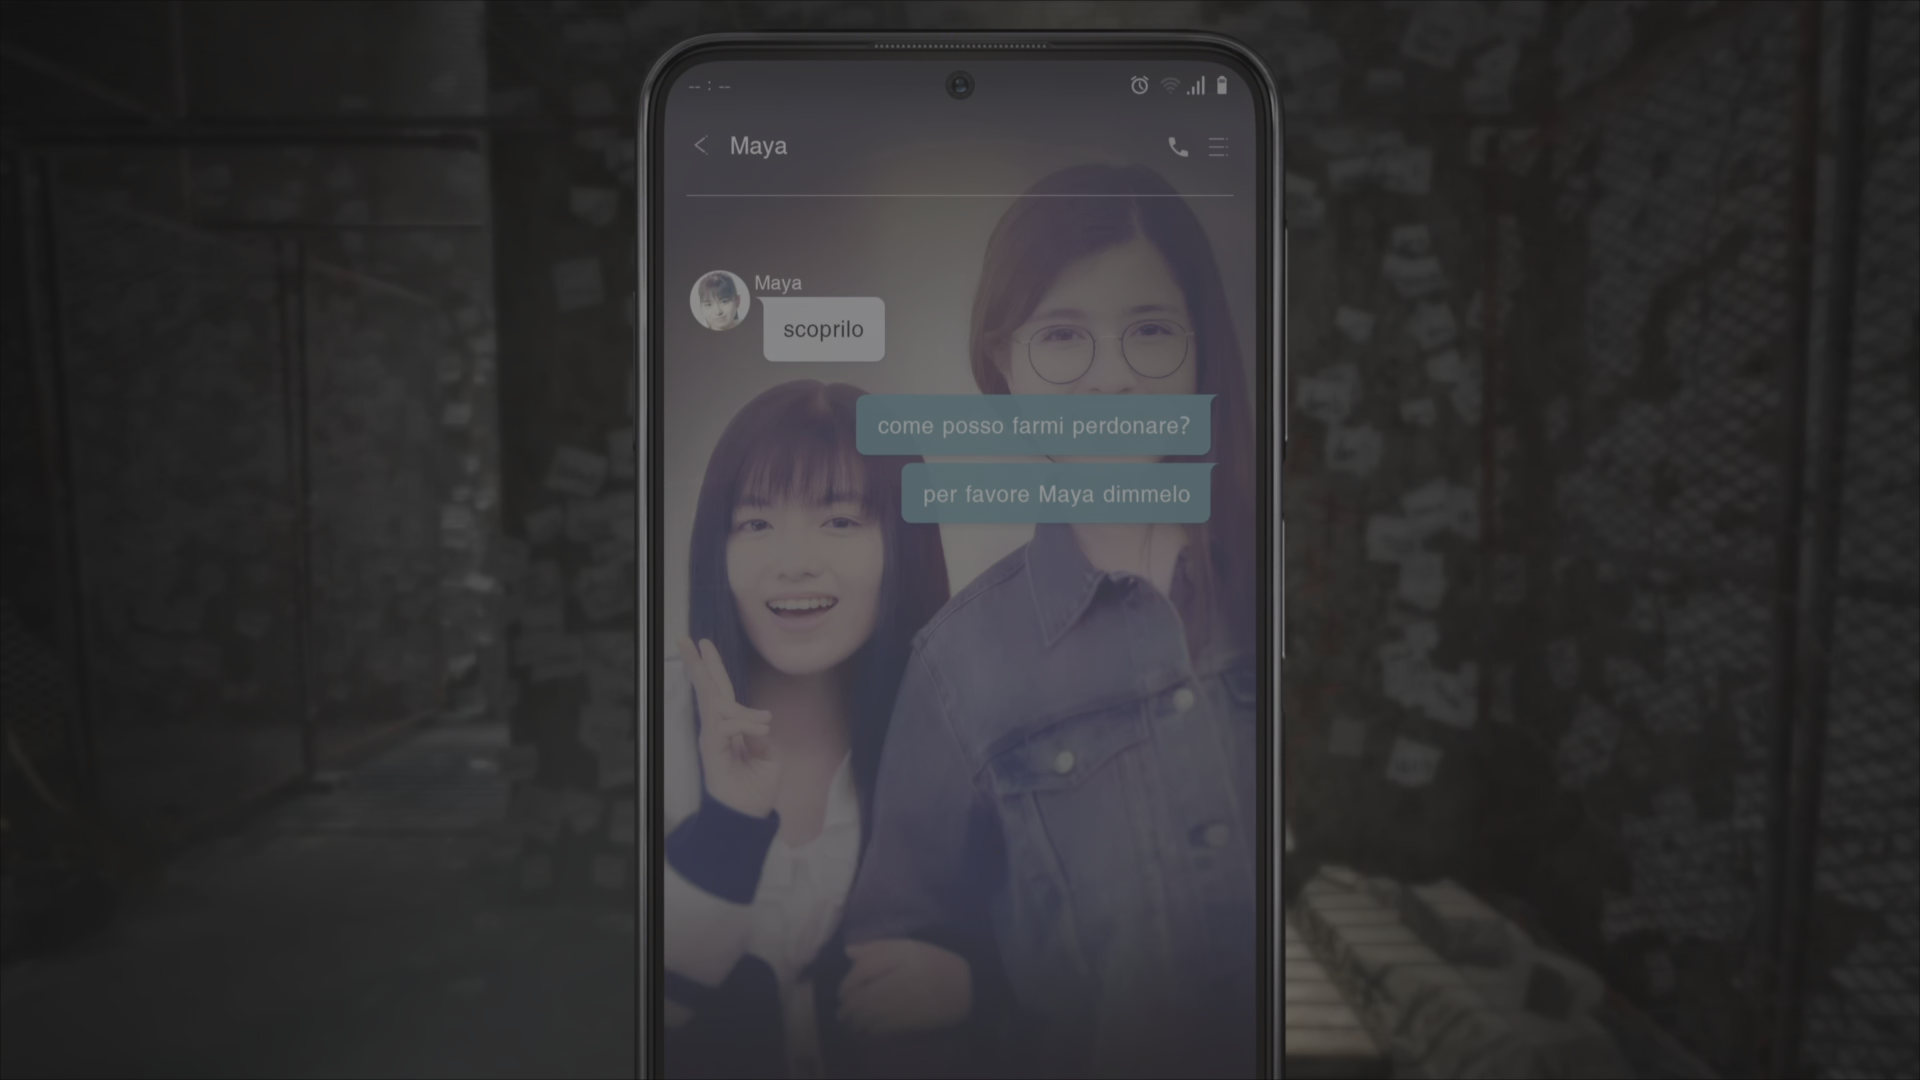 -- : --
Maya
Maya
scoprilo
come posso farmi perdonare?
per favore Maya dimmelo